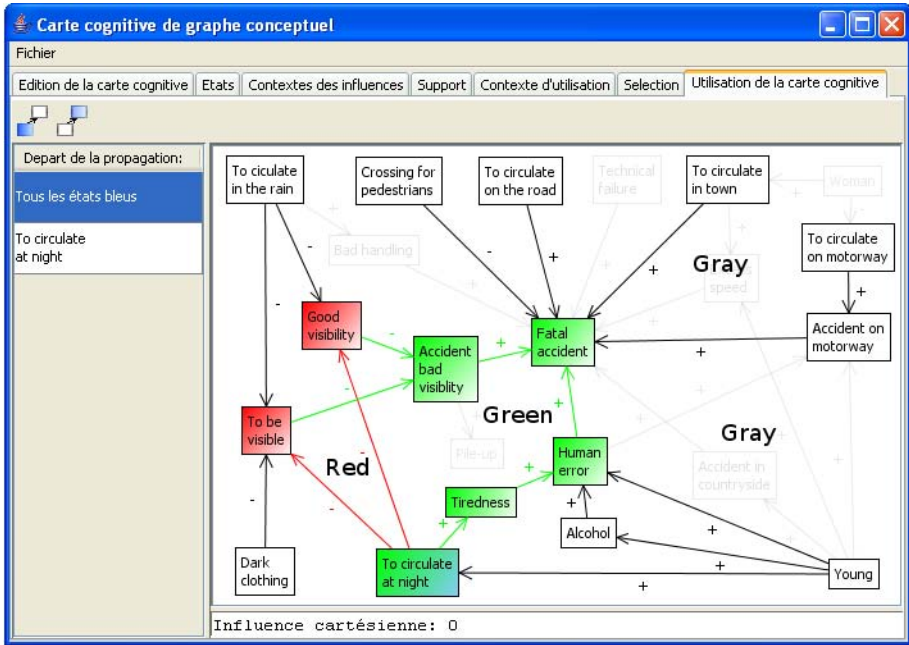 Carte cognitive de graphe conceptuel
Fichier
Edition de la carte cognitive
Etats
Contextes des influences
Support
Contexte d'utilisation
Selection
Utilisation de la carte cognitive
Depart de la propagation:
Tous les états bleus
To circulate
at night
To ciculate
in the rain
Crossing for
pedestrians
To circulate
on the road
Technical
failure
To circulate
in town
Woman
Bad handling
Gray
speed
To circulate
on motorway
Good
visibility
Accident
bad
visiblity
Fatal
accident
Accident on
motorway
To be
visible
Green
Red
Pile-up
Human
error
Gray
Accident in
countryside
Tiredness
Alcohol
Dark
clothing
To circulate
at night
Young
-
-
+
-
+
+
+
+
-
-
+
+
-
-
-
-
+
+
+
+
+
+
+
Influence cartésienne: 0